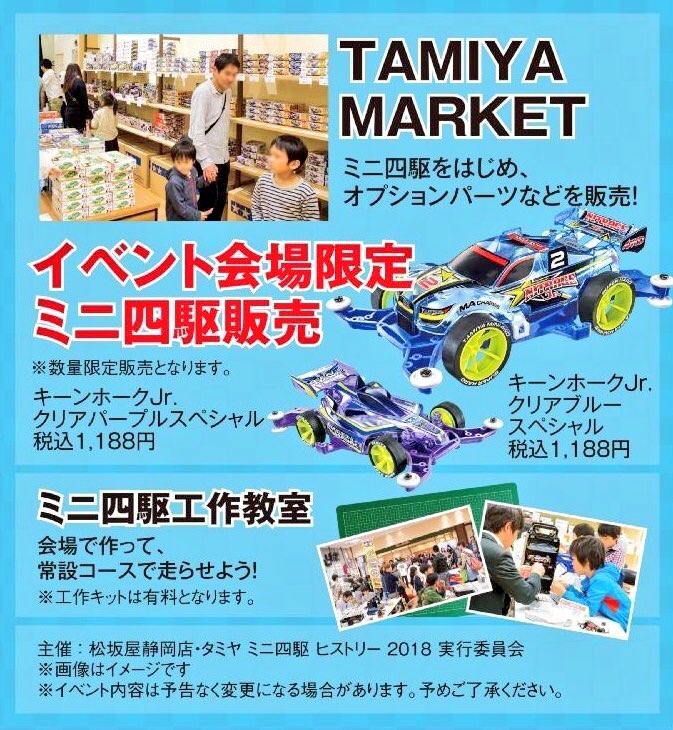 TAMIYA
MARKET
ミニ四駆をはじめ、
オプションパーツなどを販売!
イベント会場限定
ミニ四駆販売
※数量限定販売となります。
キーンホークJr.
クリアパープルスペシャル
税込1,188円
2
MA CHASSIS
TAMIYA MINI 4WD
SUPER HARD
キーンホークJr.
クリアブルー
スペシャル
税込1,188円
ミニ四駆工作教室
会場で作って、
常設コースで走らせよう!
※工作キットは有料となります。
主催:松坂屋静岡店・タミヤ ミニ四駆 ヒストリー 2018 実行委員会
※画像はイメージです
※イベント内容は予告なく変更になる場合があります。予めご了承ください。